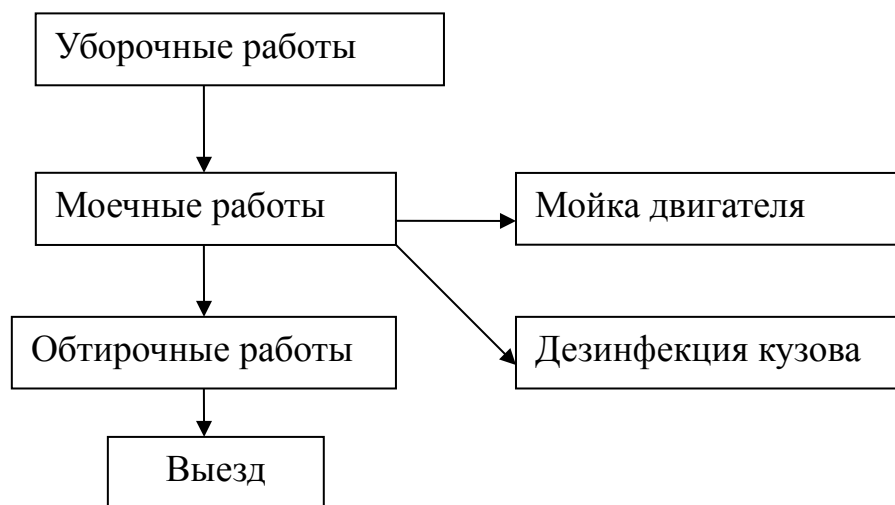 Уборочные работы
Моечные работы
Мойка двигателя
Обтирочные работы
Дезинфекция кузова
Выезд